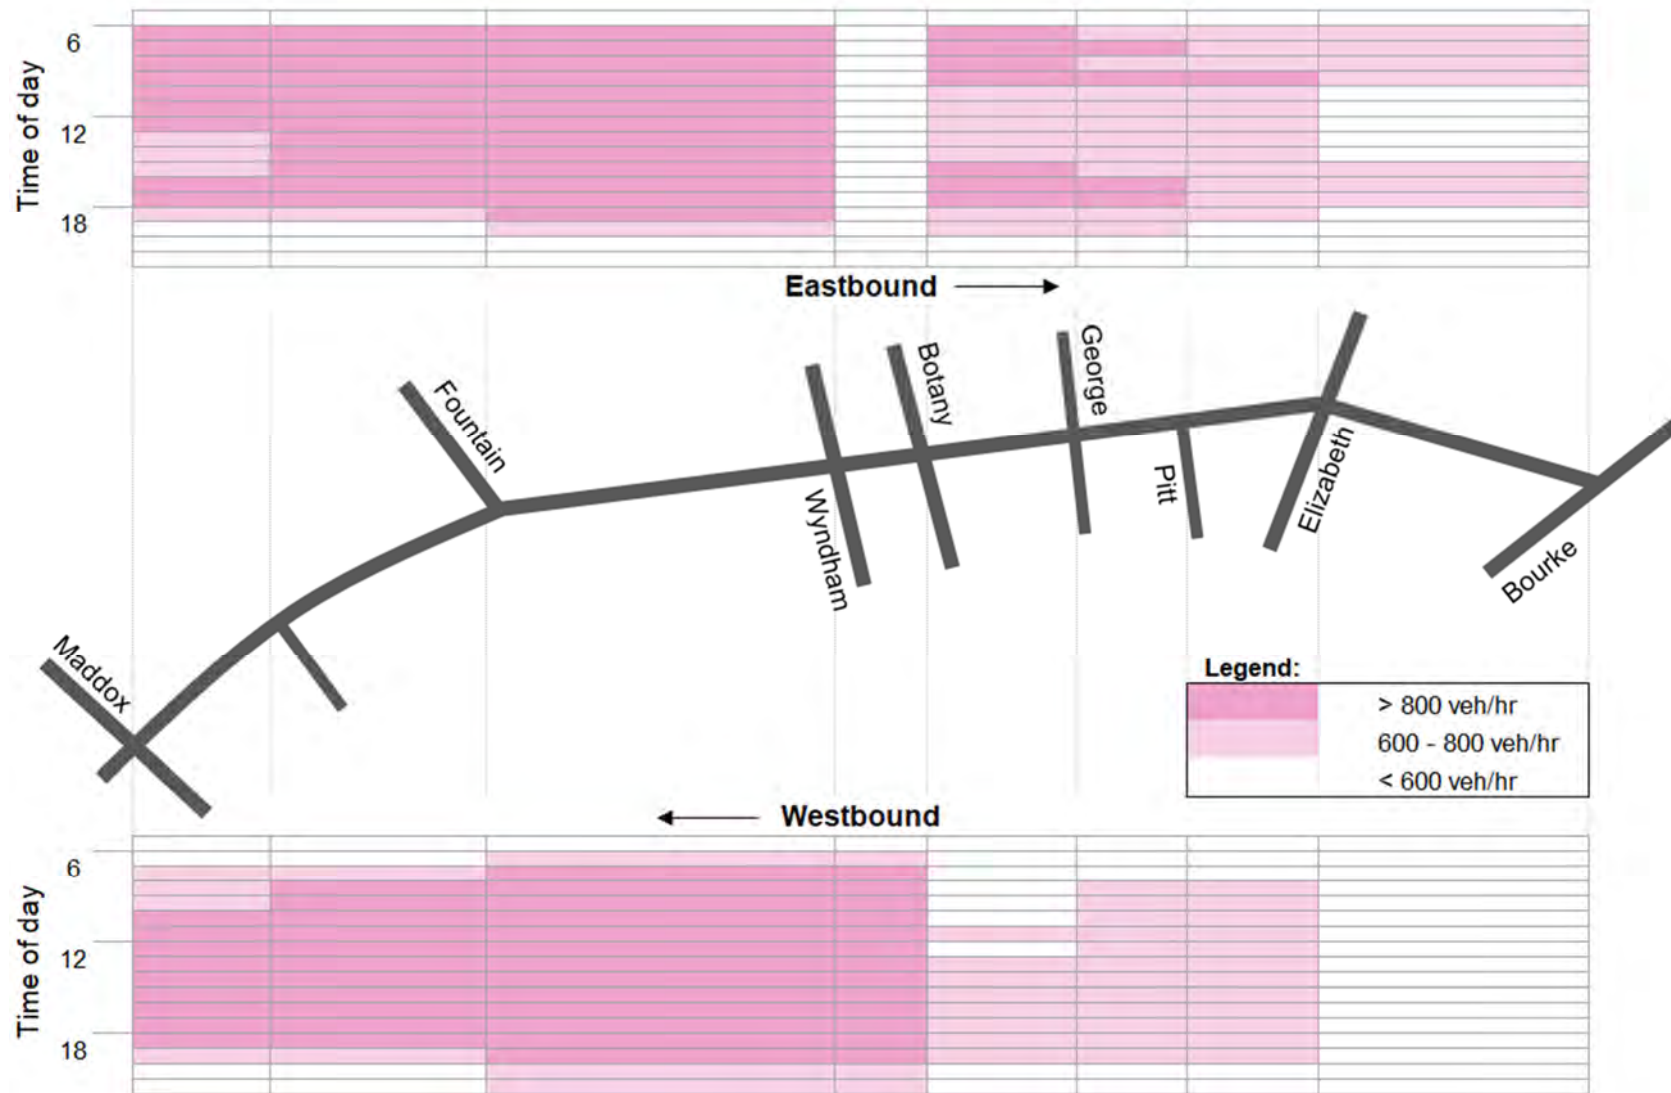 Time of day
6
12
18
Eastbound
Fountain
Wyndham
Botany
George
Pitt
Elizabeth
Bourke
Maddox
Legend:
> 800 veh/hr
600 - 800 veh/hr
< 600 veh/hr
Westbound
Time of day
6
12
18